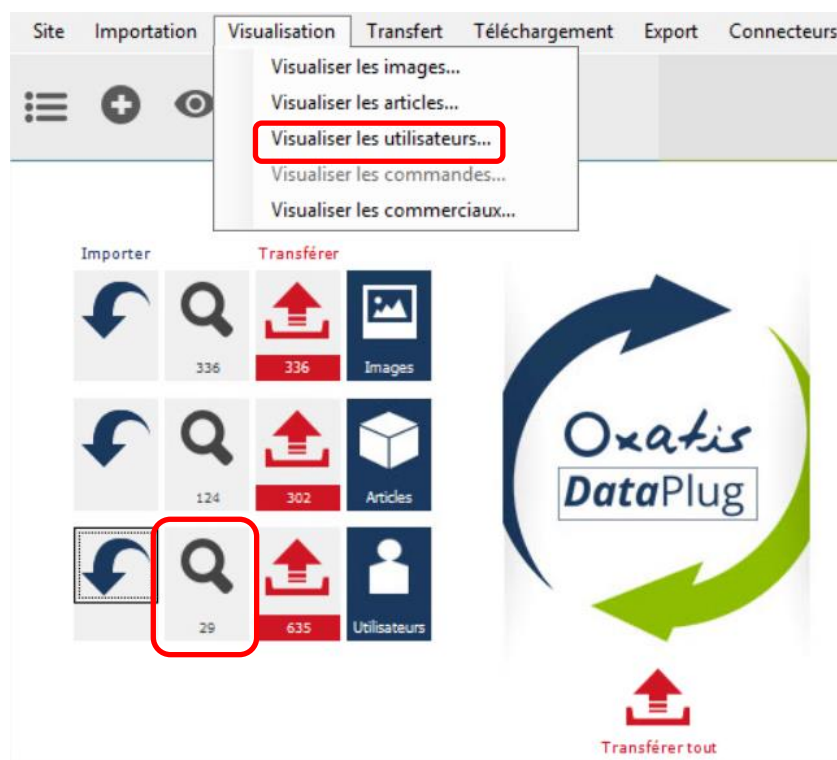 Site Importation Visualisation Transfert Téléchargement Export Connecteurs
Visualiser les images...
Visualiser les articles...
Visualiser les utilisateurs...
Visualiser les commandes...
Visualiser les commerciaux...
Importer Transférer
336 336 Images
124 302 Articles
29 635 Utilisateurs
Oxatis
DataPlug
Transférer tout